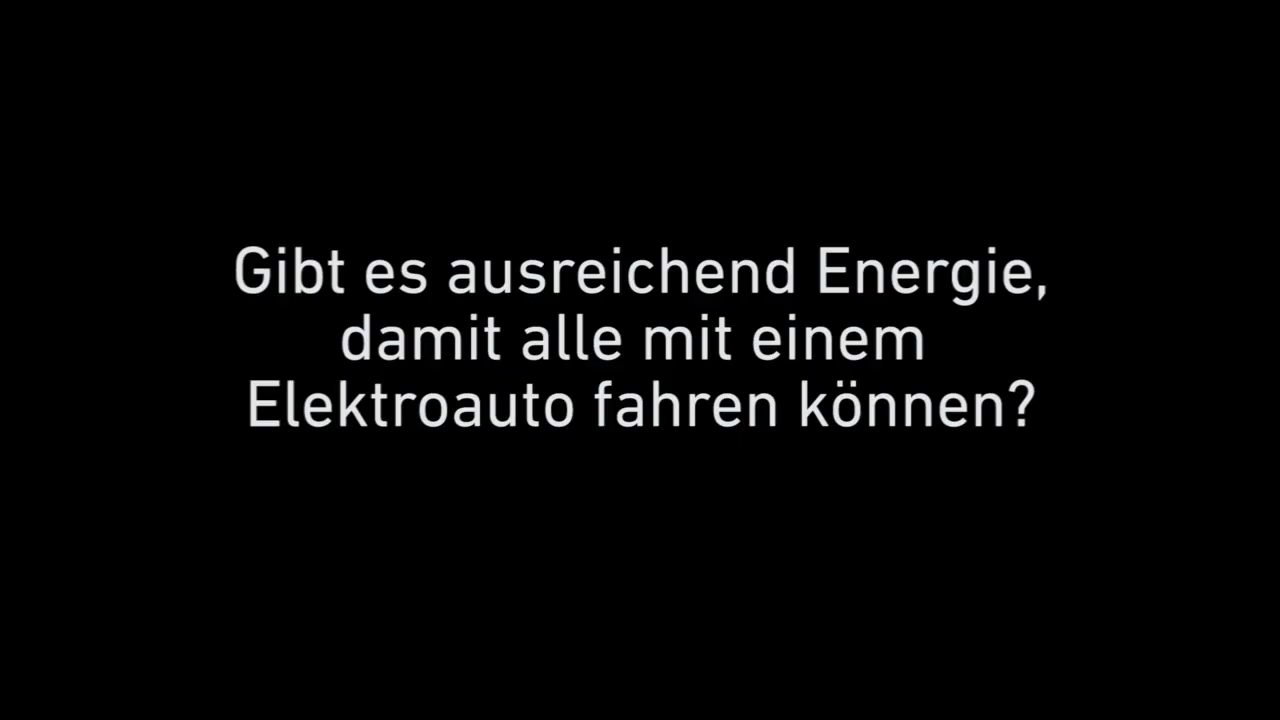 Gibt es ausreichend Energie,
damit alle mit einem
Elektroauto fahren können?